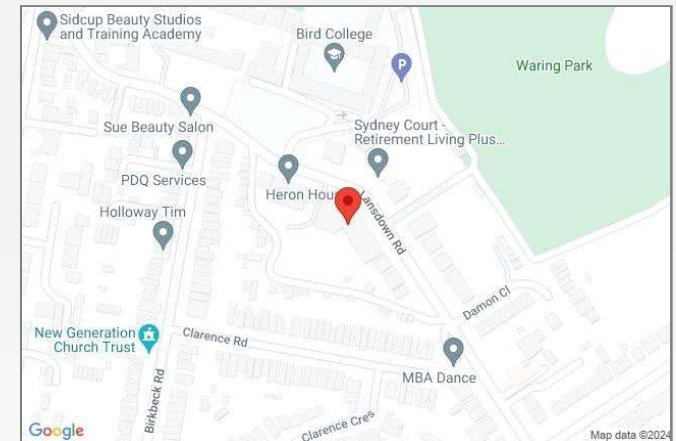 Sidcup Beauty Studios
and Training Academy
Bird College
P
Waring Park
Sue Beauty Salon
Sydney Court -
Retirement Living Plus...
PDQ Services
Heron Hou
Holloway Tim
Lansdown Rd
Damon Cl
New Generation
Church Trust
Clarence Rd
MBA Dance
Birkbeck Rd
Clarence Cres
Google
Map data ©2024